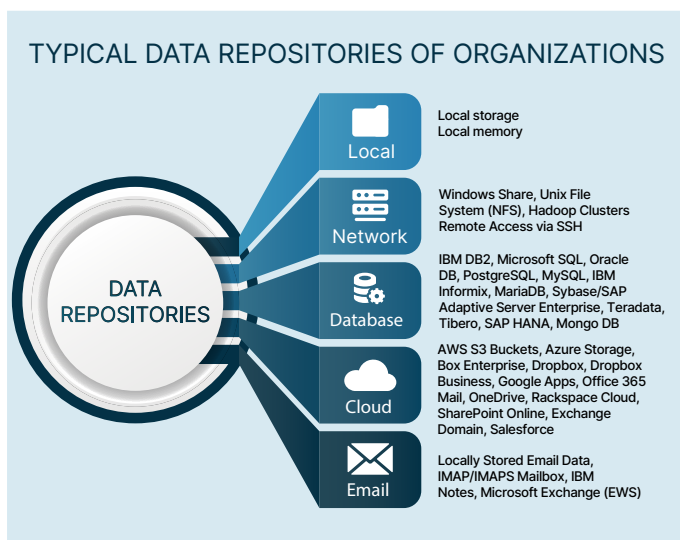 TYPICAL DATA REPOSITORIES OF ORGANIZATIONS
DATA
REPOSITORIES
Local
Local storage
Local memory
Network
Windows Share, Unix File
System (NFS), Hadoop Clusters
Remote Access via SSH
Database
IBM DB2, Microsoft SQL, Oracle
DB, PostgreSQL, MySQL, IBM
Informix, MariaDB, Sybase/SAP
Adaptive Server Enterprise, Teradata,
Tibero, SAP HANA, Mongo DB
Cloud
AWS S3 Buckets, Azure Storage,
Box Enterprise, Dropbox, Dropbox
Business, Google Apps, Office 365
Mail, OneDrive, Rackspace Cloud,
SharePoint Online, Exchange
Domain, Salesforce
Email
Locally Stored Email Data,
IMAP/IMAPS Mailbox, IBM
Notes, Microsoft Exchange (EWS)